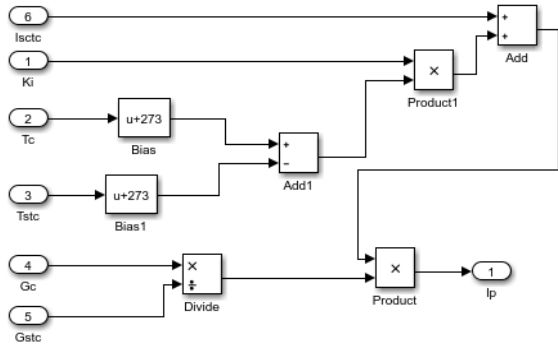 6
Isctc
+
+
Add
1
Ki
×
Product1
2
Tc
u+273
Bias
+
−
Add1
3
Tstc
u+273
Bias1
4
Gc
×
÷
Divide
5
Gstc
×
Product
1
Ip